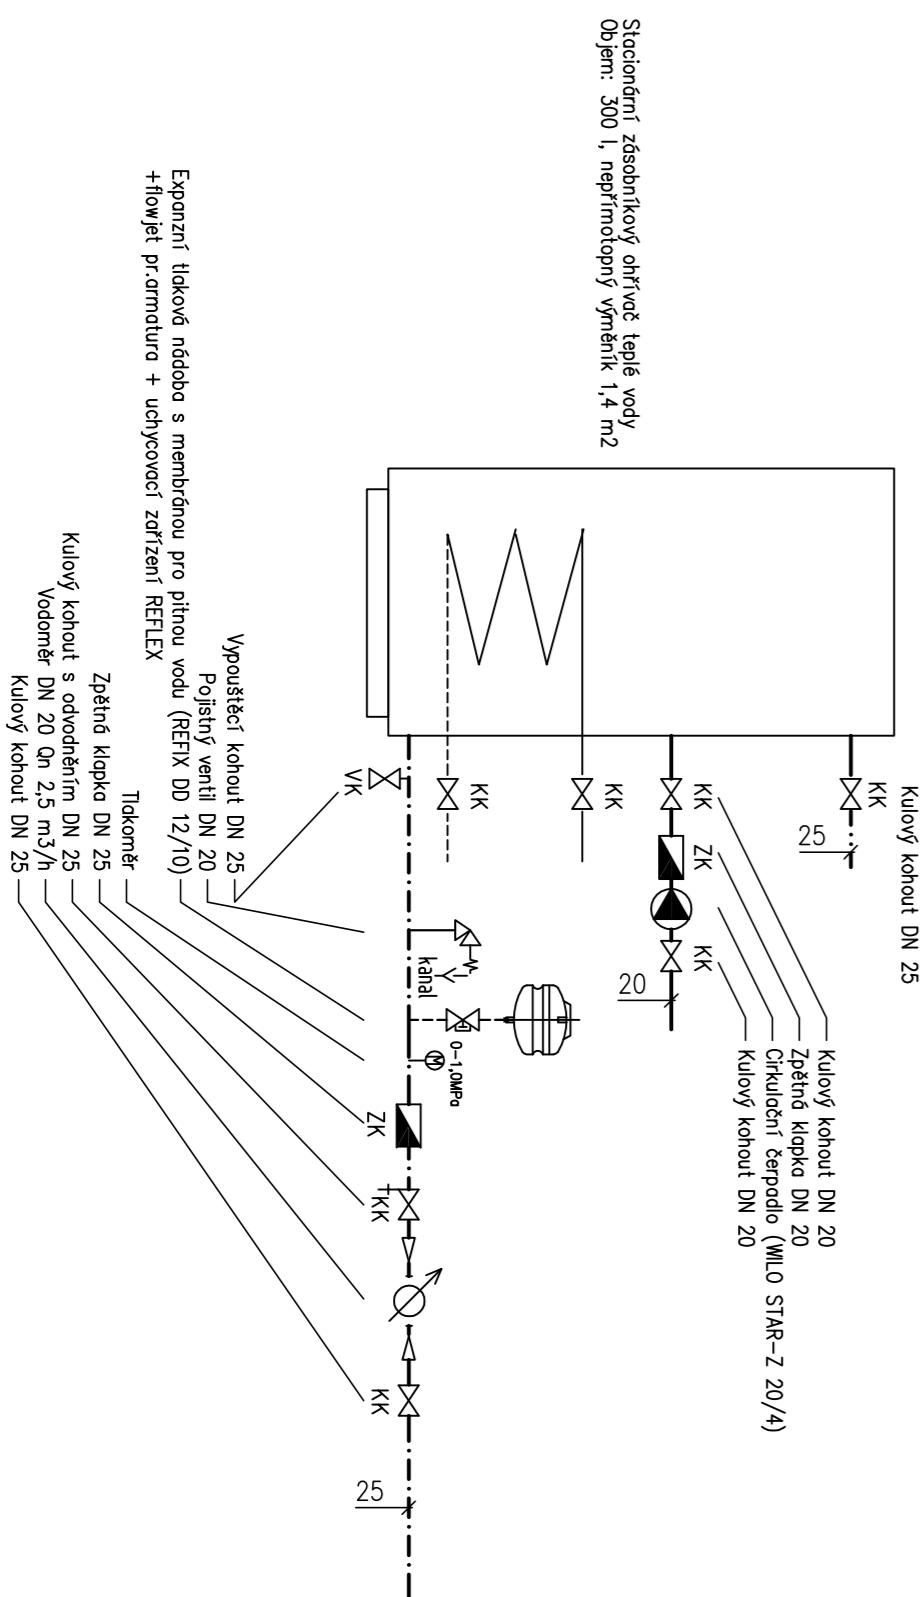 Stacionární zásobníkový ohřívač teplé vody
Objem: 300 l, nepřímotopný výměník 1,4 m2
Kulový kohout DN 25
KK
25
KK
ZK
KK
20
Kulový kohout DN 20
Zpětná klapka DN 20
Cirkulační čerpadlo (WILO STAR-Z 20/4)
Kulový kohout DN 20
KK
KK
VK
kanal
0-1,0MPa
M
ZK
KK
KK
25
Vypouštěcí kohout DN 25
Pojistný ventil DN 20
Expanzní tlaková nádoba s membránou pro pitnou vodu (REFIX DD 12/10)
+flowjet pr.armatura + uchycovací zařízení REFLEX
Tlakoměr
Zpětná klapka DN 25
Kulový kohout s odvodněním DN 25
Vodoměr DN 20 Qn 2,5 m3/h
Kulový kohout DN 25